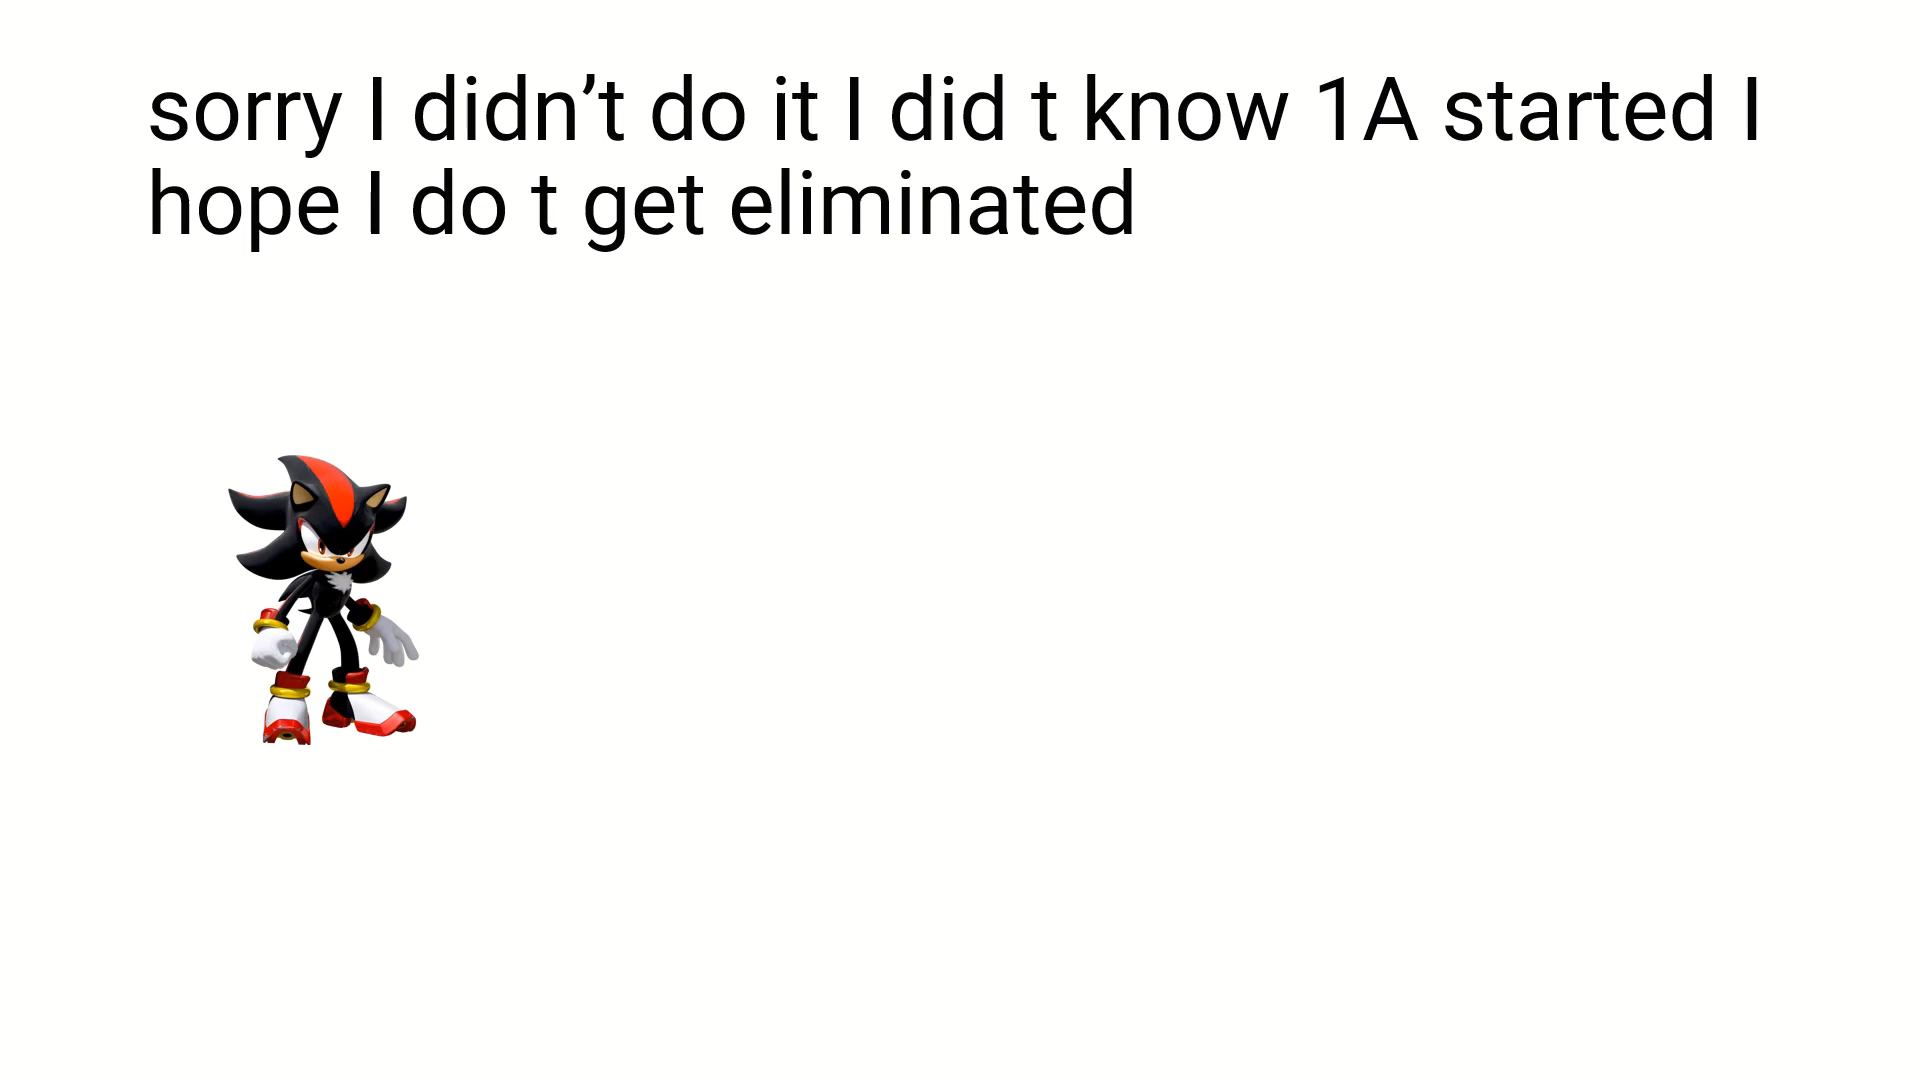 sorry I didn’t do it I did t know 1A started I
hope I do t get eliminated